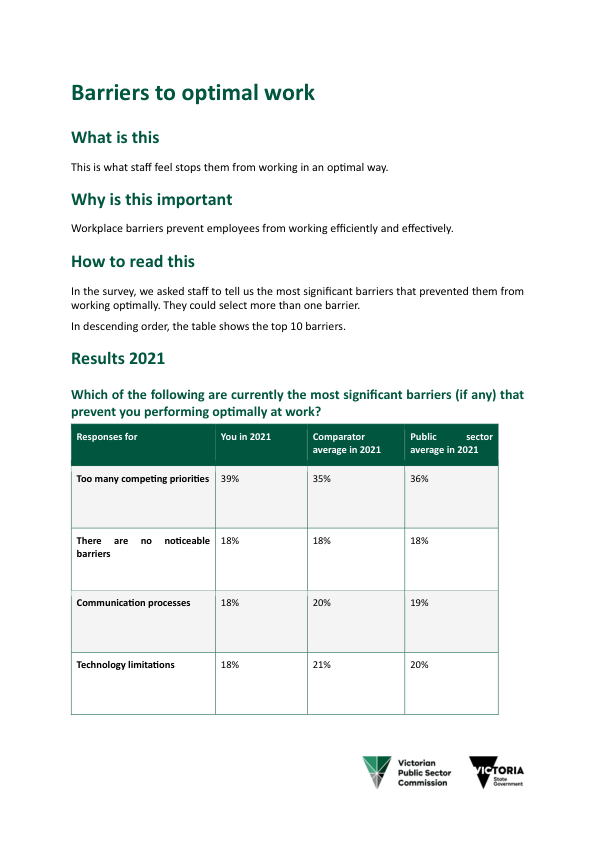 Barriers to optimal work
What is this
This is what staff feel stops them from working in an optimal way.
Why is this important
Workplace barriers prevent employees from working efficiently and effectively.
How to read this
In the survey, we asked staff to tell us the most significant barriers that prevented them from
working optimally. They could select more than one barrier.
In descending order, the table shows the top 10 barriers.
Results 2021
Which of the following are currently the most significant barriers (if any) that
prevent you performing optimally at work?
Responses for You in 2021 Comparator Public sector
average in 2021 average in 2021
Too many competing priorities 39% 35% 36%
There are no noticeable 18% 18% 18%
barriers
Communication processes 18% 20% 19%
Technology limitations 18% 21% 20%
Victorian
Public Sector
Commission
VICTORIA
State
Government